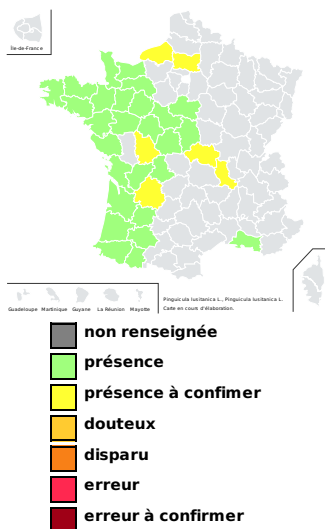 Île-de-France
Guadeloupe Martinique Guyane La Réunion Mayotte
Pinguicula lusitanica L., Pinguicula lusitanica L.
Carte en cours d'élaboration.
non renseignée
présence
présence à confimer
douteux
disparu
erreur
erreur à confirmer